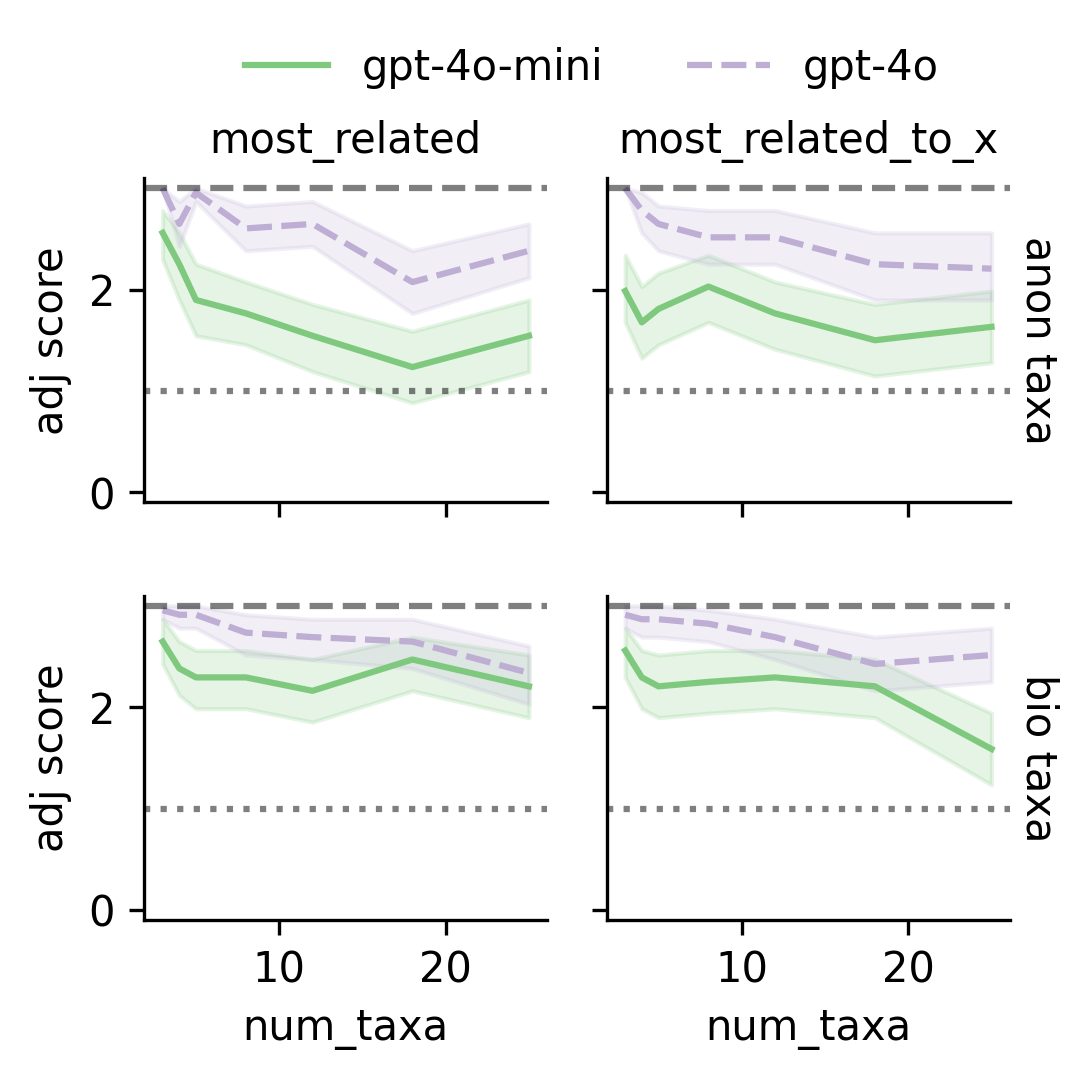 gpt-4o-mini gpt-4o
most_related most_related_to_x
adj score
2
0
anon taxa
adj score
2
0
bio taxa
10 20 10 20
num_taxa num_taxa